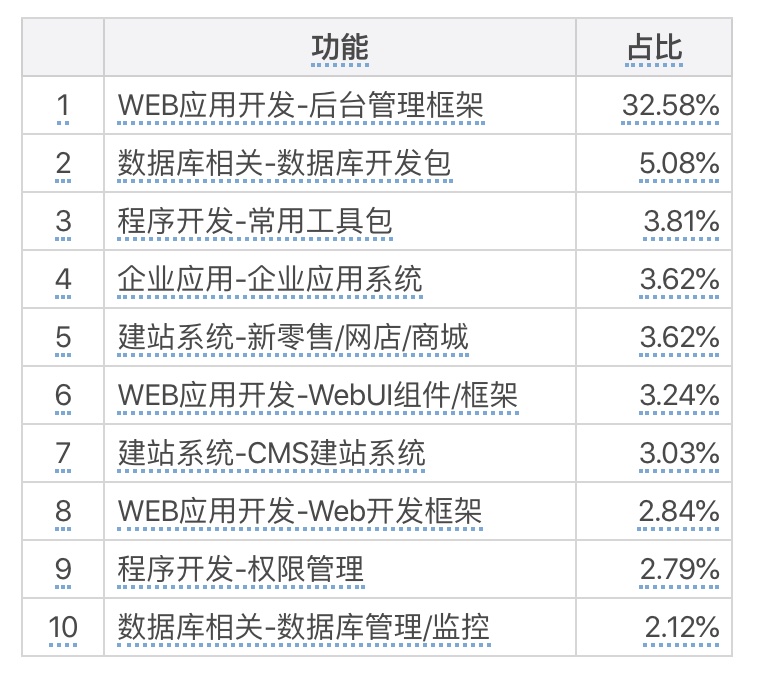 功能 占比
1 WEB应用开发-后台管理框架 32.58%
2 数据库相关-数据库开发包 5.08%
3 程序开发-常用工具包 3.81%
4 企业应用-企业应用系统 3.62%
5 建站系统-新零售/网店/商城 3.62%
6 WEB应用开发-WebUI组件/框架 3.24%
7 建站系统-CMS建站系统 3.03%
8 WEB应用开发-Web开发框架 2.84%
9 程序开发-权限管理 2.79%
10 数据库相关-数据库管理/监控 2.12%